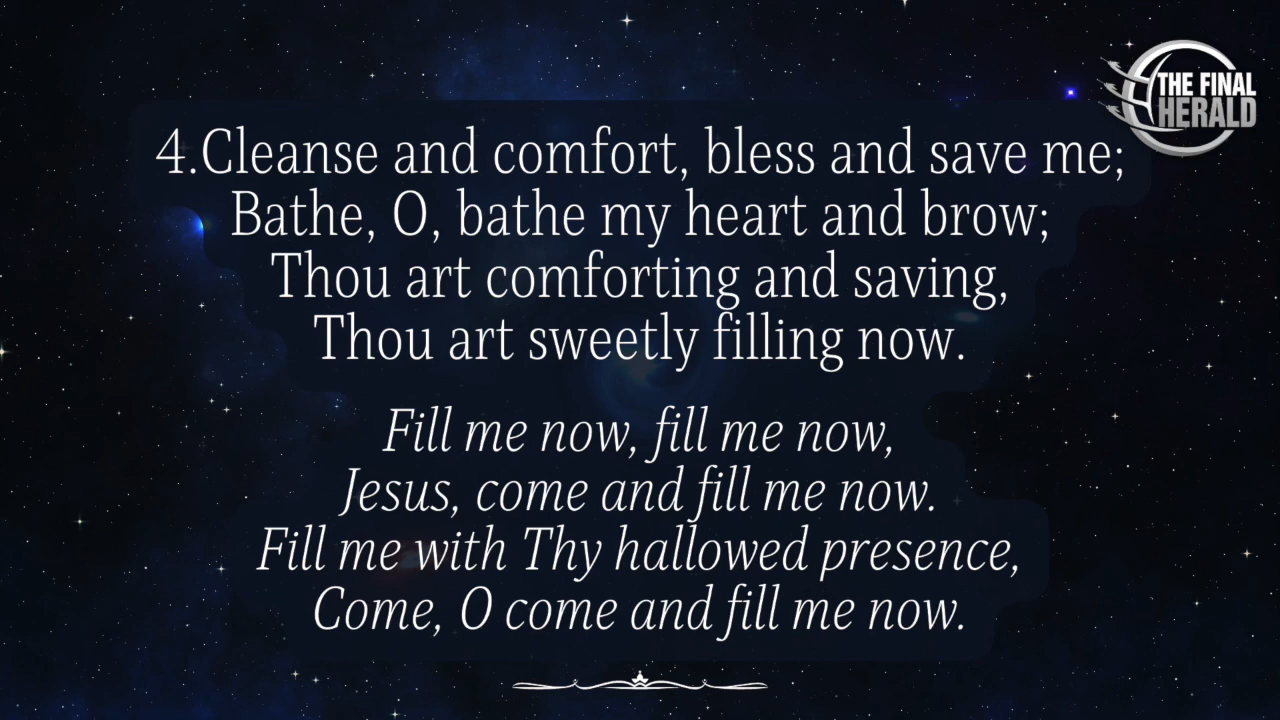 THE FINAL
HERALD
4.Cleanse and comfort, bless and save me;
Bathe, O, bathe my heart and brow;
Thou art comforting and saving,
Thou art sweetly filling now.
Fill me now, fill me now,
Jesus, come and fill me now.
Fill me with Thy hallowed presence,
Come, O come and fill me now.